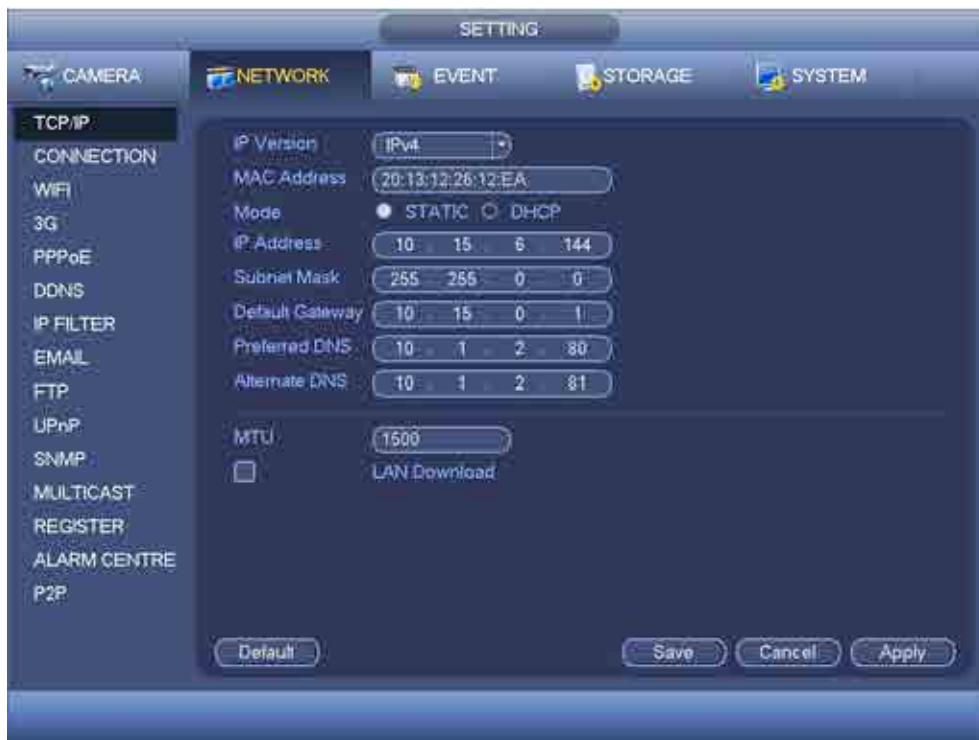 SETTING
CAMERA NETWORK EVENT STORAGE SYSTEM
TCP/IP
CONNECTION
WIFI
3G
PPPoE
DDNS
IP FILTER
EMAIL
FTP
UPnP
SNMP
MULTICAST
REGISTER
ALARM CENTRE
P2P
IP Version IPv4
MAC Address 20:13:12:26:12:EA
Mode STATIC DHCP
IP Address 10 . 15 . 6 . 144
Subnet Mask 255 . 255 . 0 . 0
Default Gateway 10 . 15 . 0 . 1
Preferred DNS 10 . 1 . 2 . 80
Alternate DNS 10 . 1 . 2 . 81
MTU 1500
LAN Download
Default Save Cancel Apply